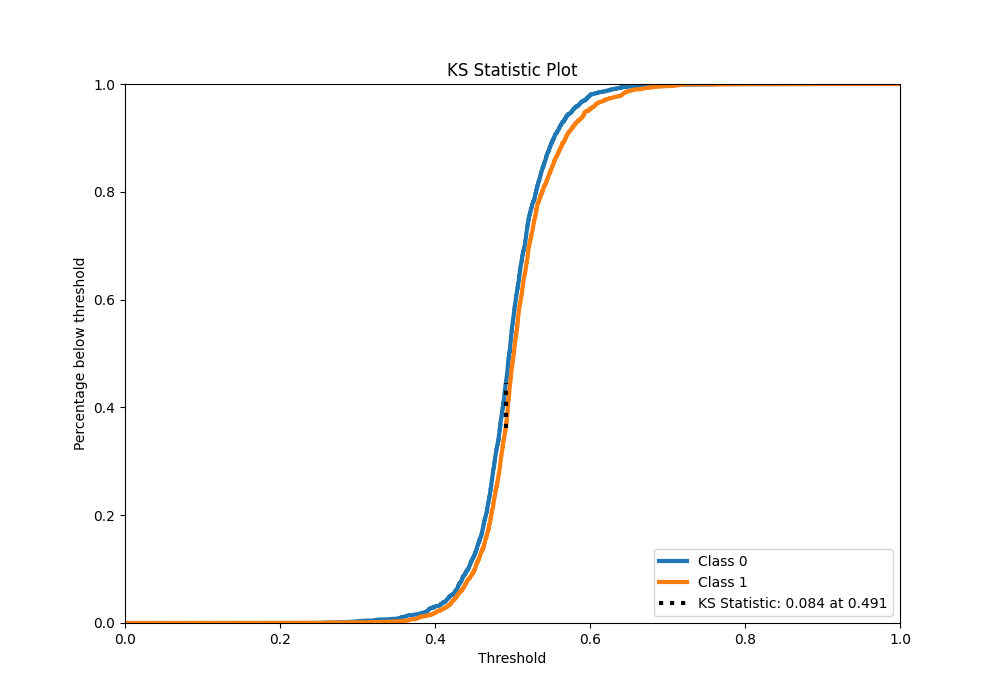 KS Statistic Plot
1.0
0.8
0.6
0.4
0.2
0.0
Percentage below threshold
0.0 0.2 0.4 0.6 0.8 1.0
Threshold
Class 0
Class 1
KS Statistic: 0.084 at 0.491